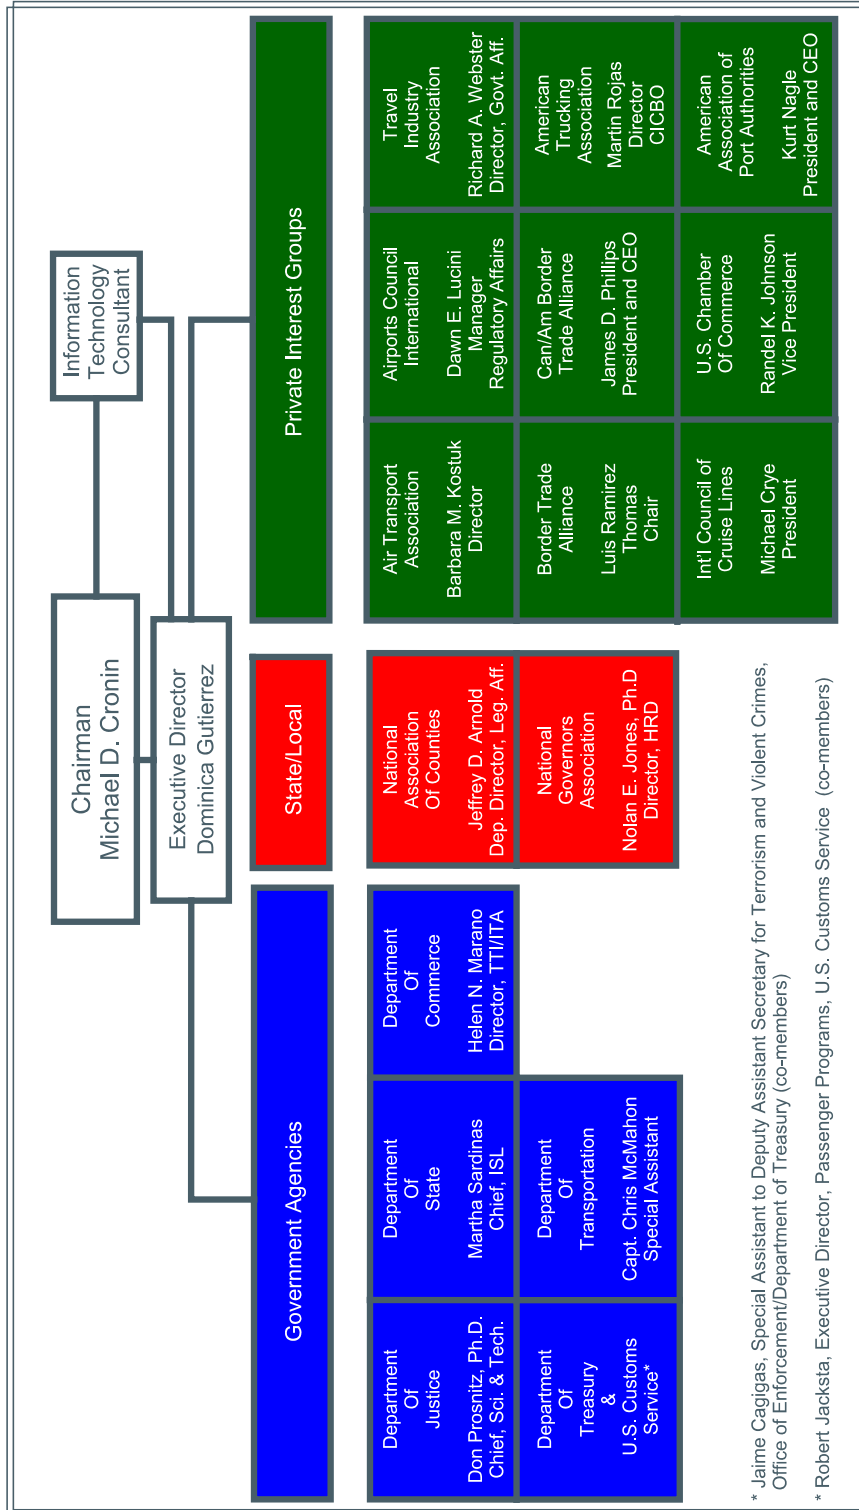 Chairman
Michael D. Cronin
Information
Technology
Consultant
Executive Director
Dominica Gutierrez
Government Agencies
State/Local
Private Interest Groups
Department
Of
Justice
Don Prosnitz, Ph.D.
Chief, Sci. & Tech.
Department
Of
State
Martha Sardinas
Chief, ISL
Department
Of
Commerce
Helen N. Marano
Director, TTI/ITA
Department
Of
Treasury
&
U.S. Customs
Service*
Department
Of
Transportation
Capt. Chris McMahon
Special Assistant
National
Association
Of Counties
Jeffrey D. Arnold
Dep. Director, Leg. Aff.
National
Governors
Association
Nolan E. Jones, Ph.D
Director, HRD
Air Transport
Association
Barbara M. Kostuk
Director
Airports Council
International
Dawn E. Lucini
Manager
Regulatory Affairs
Travel
Industry
Association
Richard A. Webster
Director, Govt. Aff.
Border Trade
Alliance
Luis Ramirez
Thomas
Chair
Can/Am Border
Trade Alliance
James D. Phillips
President and CEO
American
Trucking
Association
Martin Rojas
Director
CICBO
Int'l Council of
Cruise Lines
Michael Crye
President
U.S. Chamber
Of Commerce
Randel K. Johnson
Vice President
American
Association of
Port Authorities
Kurt Nagle
President and CEO
* Jaime Cagigas, Special Assistant to Deputy Assistant Secretary for Terrorism and Violent Crimes,
Office of Enforcement/Department of Treasury (co-members)
* Robert Jacksta, Executive Director, Passenger Programs, U.S. Customs Service (co-members)